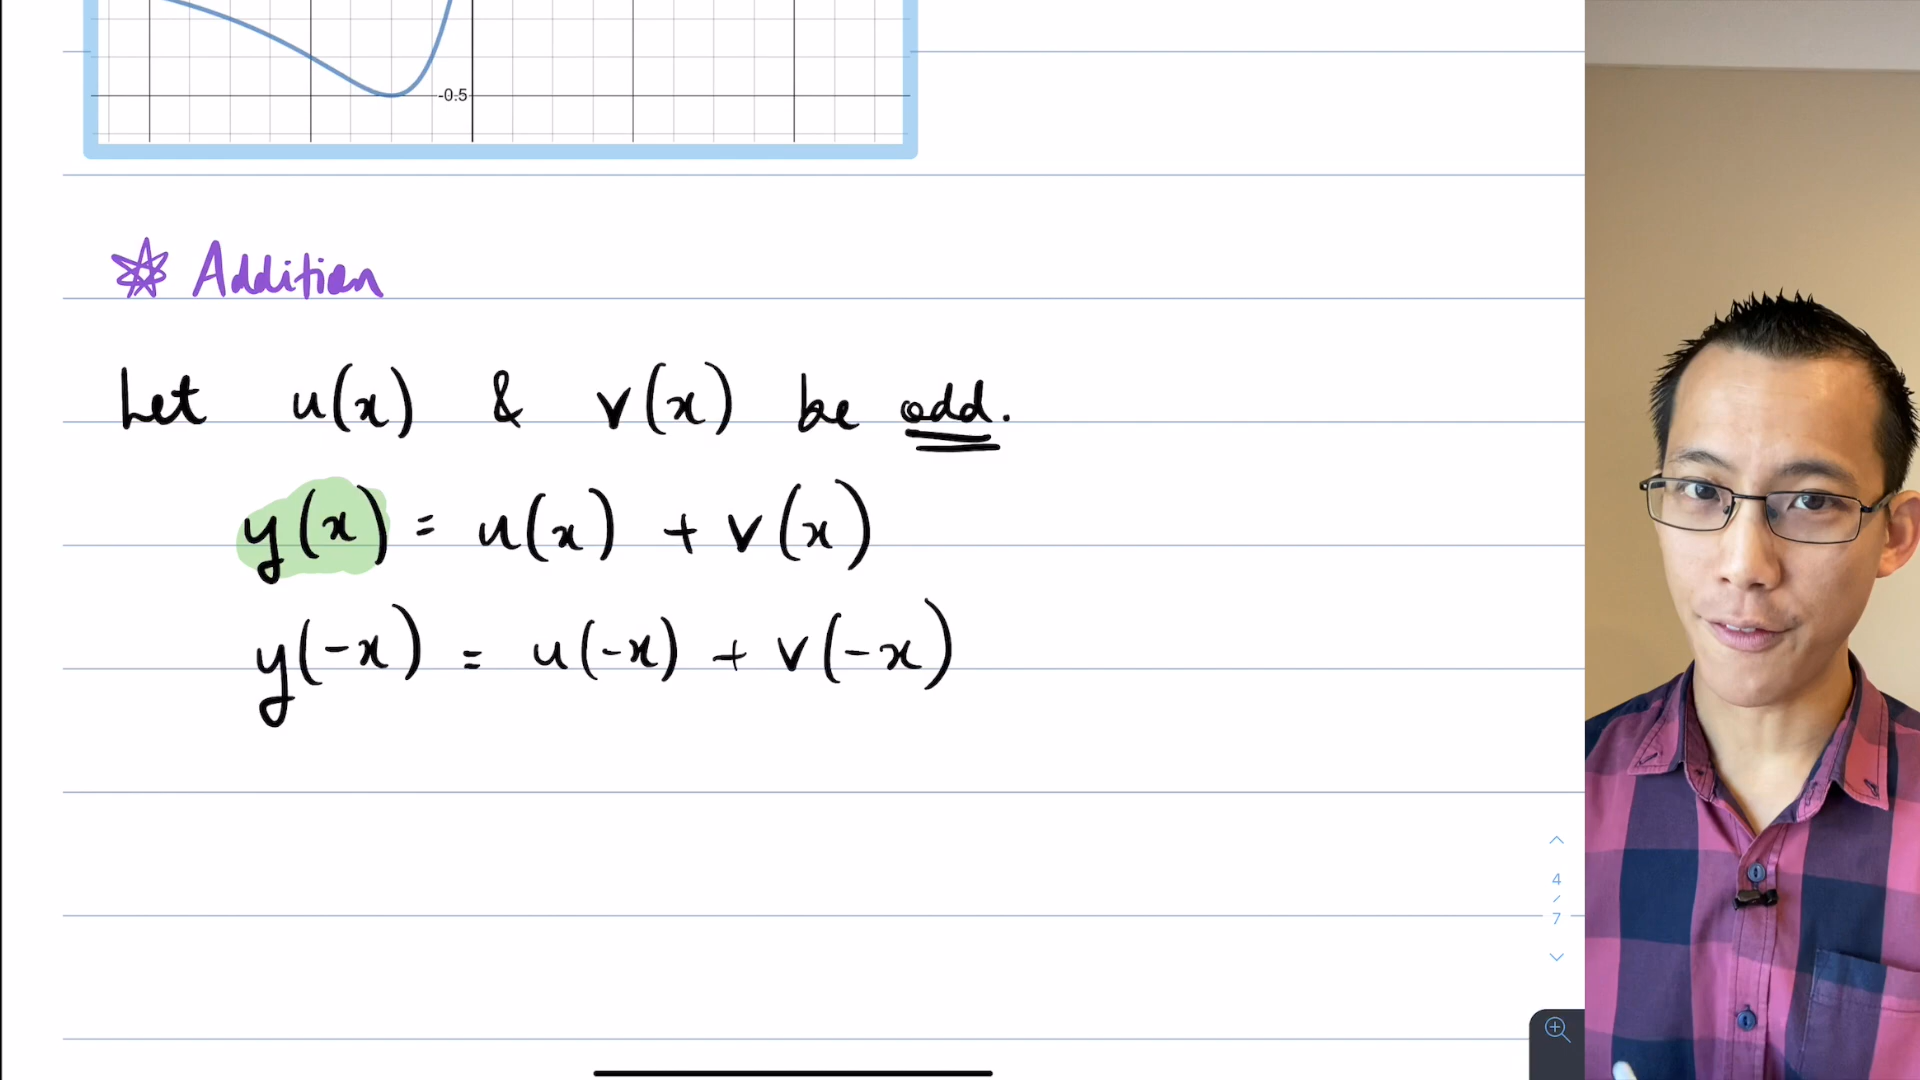 -0.5
Addition
Let u(x) & v(x) be odd.
y(x) = u(x) + v(x)
y(-x) = u(-x) + v(-x)
4
/
7